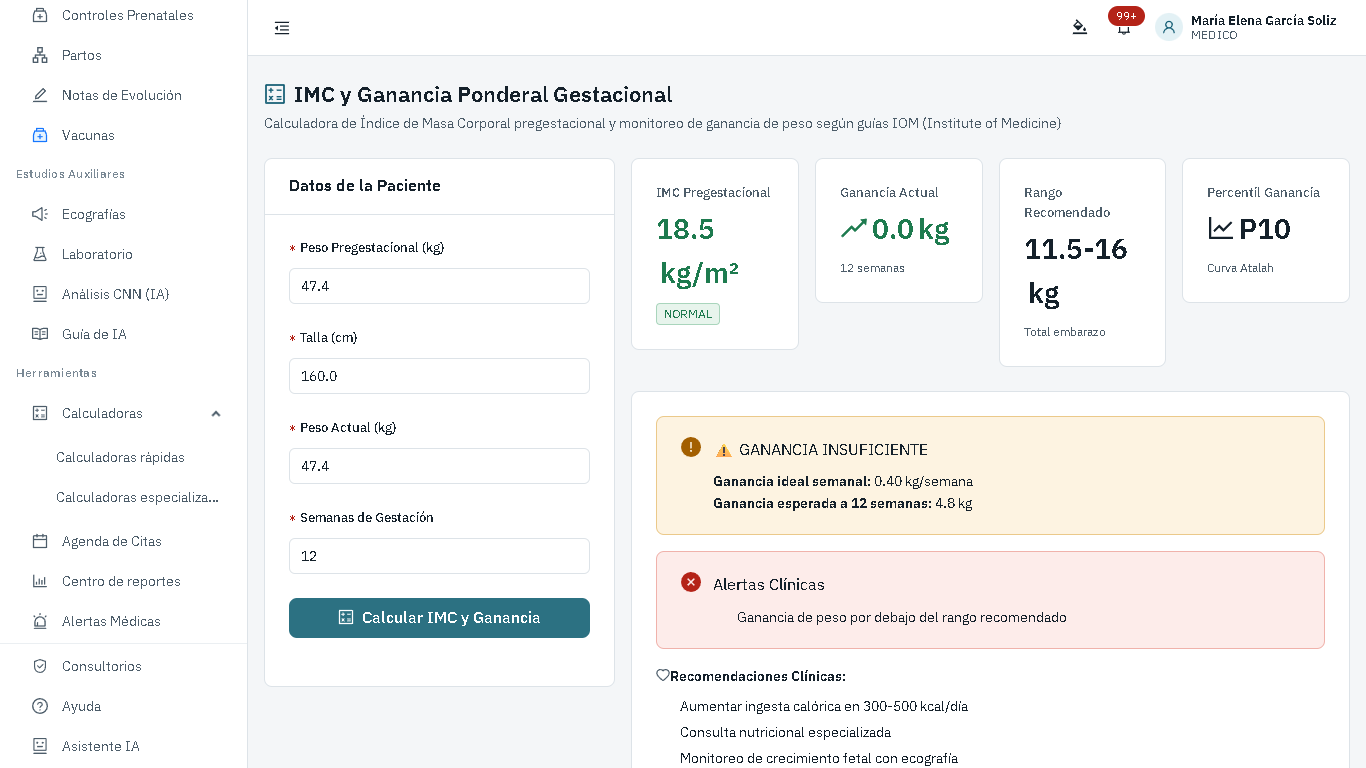 Controles Prenatales
Partos
Notas de Evolución
Vacunas
Estudios Auxiliares
Ecografías
Laboratorio
Análisis CNN (IA)
Guía de IA
Herramientas
Calculadoras
Calculadoras rápidas
Calculadoras especializa...
Agenda de Citas
Centro de reportes
Alertas Médicas
Consultorios
Ayuda
Asistente IA
99+
María Elena García Soliz
MEDICO
IMC y Ganancia Ponderal Gestacional
Calculadora de Índice de Masa Corporal pregestacional y monitoreo de ganancia de peso según guías IOM (Institute of Medicine)
Datos de la Paciente
* Peso Pregestacional (kg)
47.4
* Talla (cm)
160.0
* Peso Actual (kg)
47.4
* Semanas de Gestación
12
Calcular IMC y Ganancia
IMC Pregestacional
18.5
kg/m²
NORMAL
Ganancia Actual
0.0 kg
12 semanas
Rango
Recomendado
11.5-16
kg
Total embarazo
Percentil Ganancia
P10
Curva Atalah
GANANCIA INSUFICIENTE
Ganancia ideal semanal: 0.40 kg/semana
Ganancia esperada a 12 semanas: 4.8 kg
Alertas Clínicas
Ganancia de peso por debajo del rango recomendado
Recomendaciones Clínicas:
Aumentar ingesta calórica en 300-500 kcal/día
Consulta nutricional especializada
Monitoreo de crecimiento fetal con ecografía